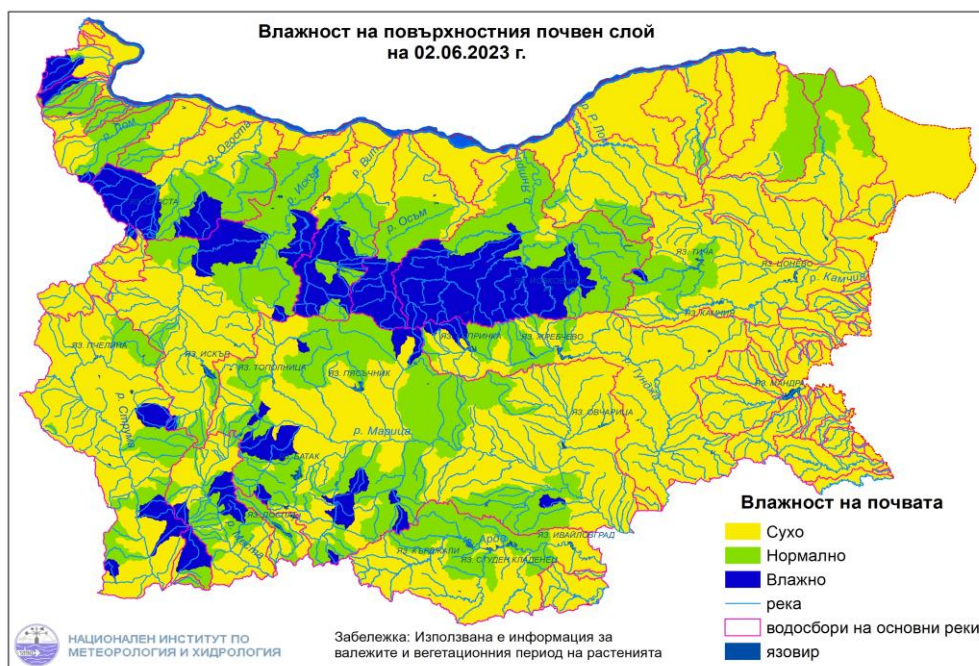 Влажност на повърхностния почвен слой
на 02.06.2023 г.
р. Лом
р. Огоста
р. Искър
р. Вит
р. Осъм
р. Янтра
р. Р. Лом
ЯЗ. ТИЧА
ЯЗ. ЦОНЕВО
р. Камчия
ЯЗ. КАМЧИЯ
ЯЗ. ЖРЕБЧЕВО
ЯЗ. ПЧЕЛИНА
ЯЗ. ИСКЪР
ЯЗ. ТОПОЛНИЦА
ЯЗ. ПЯСЪЧНИК
р. Тунджа
ЯЗ. МАНДРА
р. Струма
р. Марица
ЯЗ. ОВЧАРИЦА
БАТАК
ЯЗ. ДОСПАТ
р. Места
р. Арда
ЯЗ. ИВАЙЛОВГРАД
ЯЗ. КЪРДЖАЛИ
ЯЗ. СТУДЕН КЛАДЕНЕЦ
Влажност на почвата
Сухо
Нормално
Влажно
река
водосбори на основни реки
язовир
НАЦИОНАЛЕН ИНСТИТУТ ПО
МЕТЕОРОЛОГИЯ И ХИДРОЛОГИЯ
Забележка: Използвана е информация за
валежите и вегетационния период на растенията